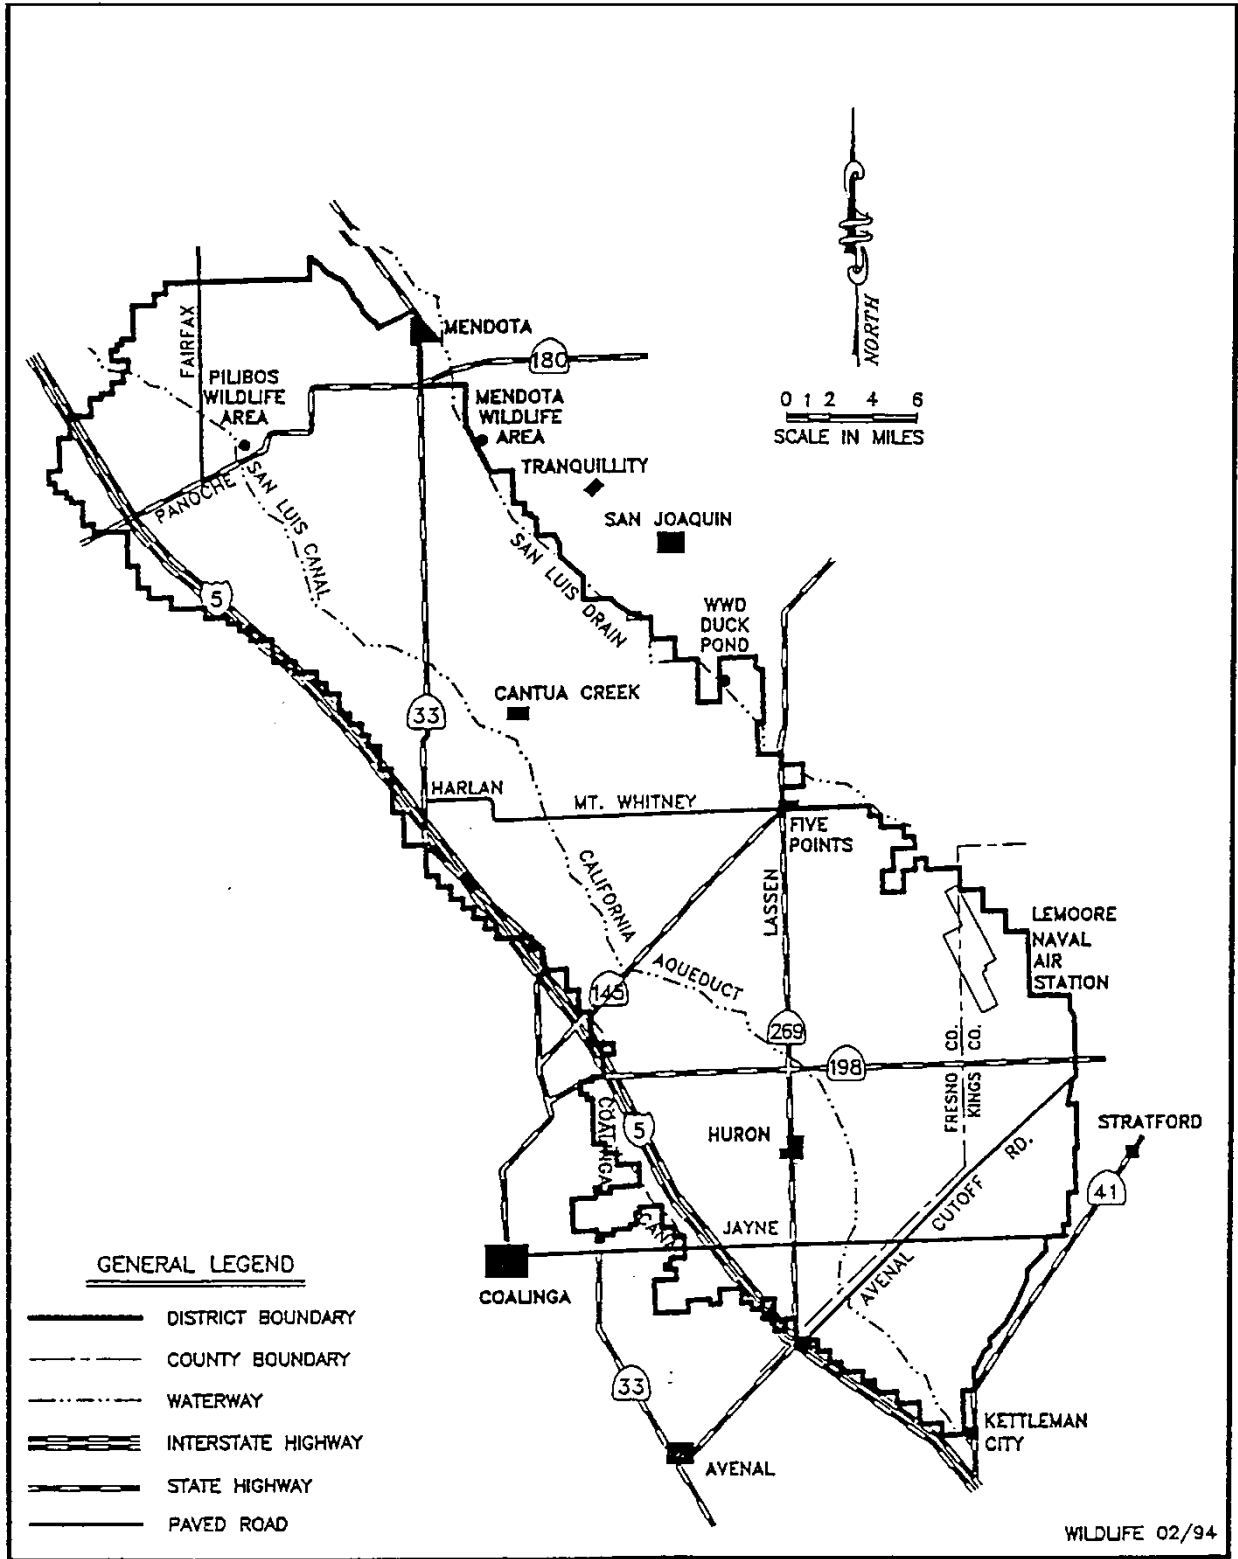 NORTH
0 1 2 4 6
SCALE IN MILES
MENDOTA
180
FAIRFAX
PILIBOS
WILDLIFE
AREA
MENDOTA
WILDLIFE
AREA
TRANQUILLITY
PANOCHE
SAN LUIS CANAL
SAN JOAQUIN
SAN LUIS DRAIN
5
WWD
DUCK
POND
CANTUA CREEK
33
HARLAN
MT. WHITNEY
FIVE
POINTS
CALIFORNIA
AQUEDUCT
LASSEN
LEMOORE
NAVAL
AIR
STATION
145
269
198
FRESNO CO.
KINGS CO.
COALINGA
CANAL
5
HURON
STRATFORD
41
AVENAL CUTOFF RD.
JAYNE
COALINGA
33
AVENAL
KETTLEMAN
CITY
GENERAL LEGEND
DISTRICT BOUNDARY
COUNTY BOUNDARY
WATERWAY
INTERSTATE HIGHWAY
STATE HIGHWAY
PAVED ROAD
WILDLIFE 02/94